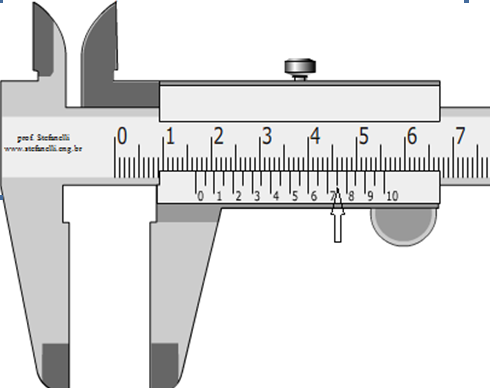 prof. Stefanelli
www.stefanelli.eng.br
0 1 2 3 4 5 6 7
0 1 2 3 4 5 6 7 8 9 10